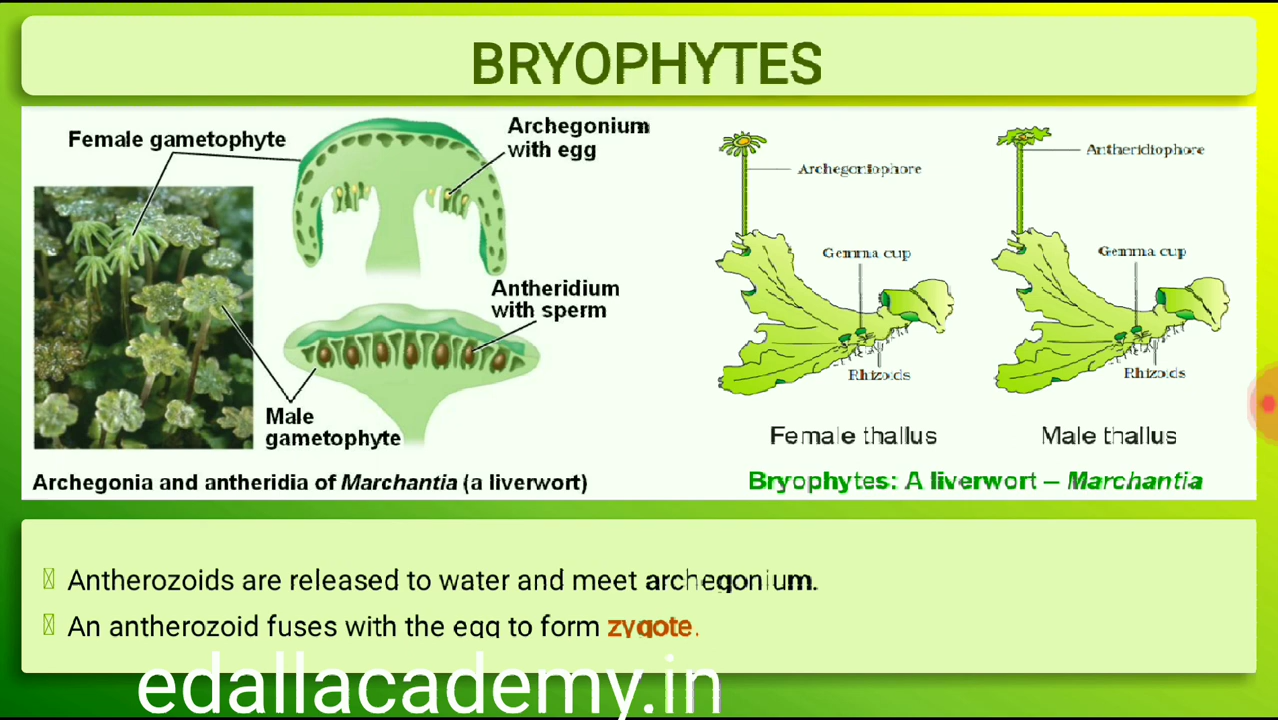 BRYOPHYTES
Female gametophyte
Archegonium
with egg
Antheridium
with sperm
Male
gametophyte
Archegonia and antheridia of Marchantia (a liverwort)
Archegoniophore
Gemma cup
Rhizoids
Female thallus
Antheridiophore
Gemma cup
Rhizoids
Male thallus
Bryophytes: A liverwort – Marchantia
Antherozoids are released to water and meet archegonium.
An antherozoid fuses with the egg to form zygote.
edallacademy.in